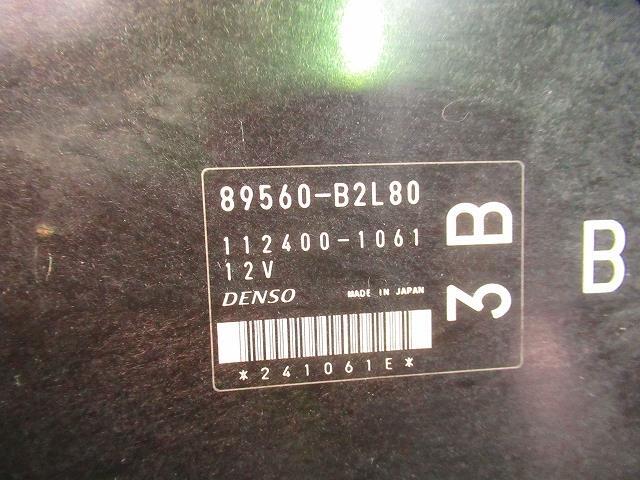 89560-B2L80
112400-1061
12V
DENSO MADE IN JAPAN
*241061E*
3B
B